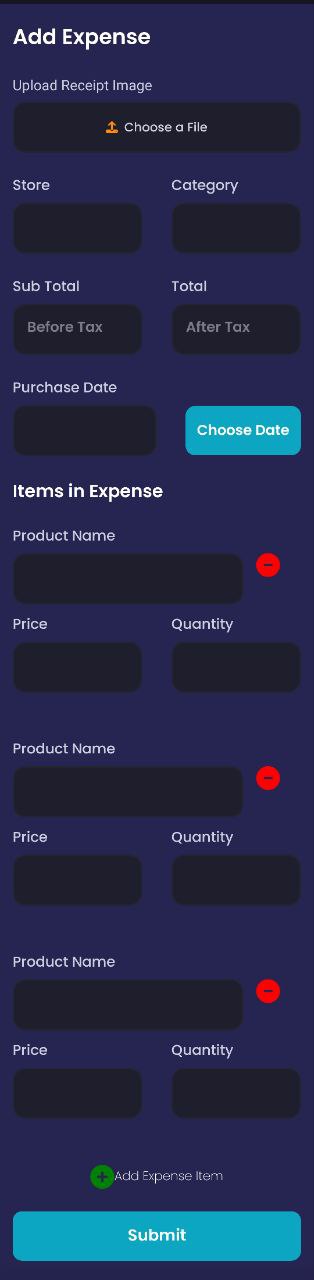 Add Expense
Upload Receipt Image
Choose a File
Store Category
Sub Total Total
Before Tax After Tax
Purchase Date
Choose Date
Items in Expense
Product Name
Price Quantity
Product Name
Price Quantity
Product Name
Price Quantity
Add Expense Item
Submit